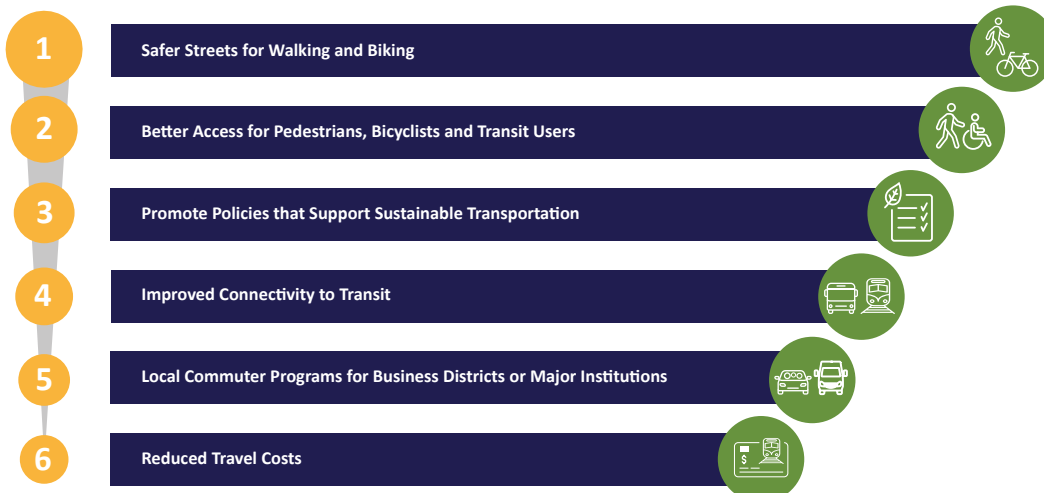 1
Safer Streets for Walking and Biking
2
Better Access for Pedestrians, Bicyclists and Transit Users
3
Promote Policies that Support Sustainable Transportation
4
Improved Connectivity to Transit
5
Local Commuter Programs for Business Districts or Major Institutions
6
Reduced Travel Costs
$